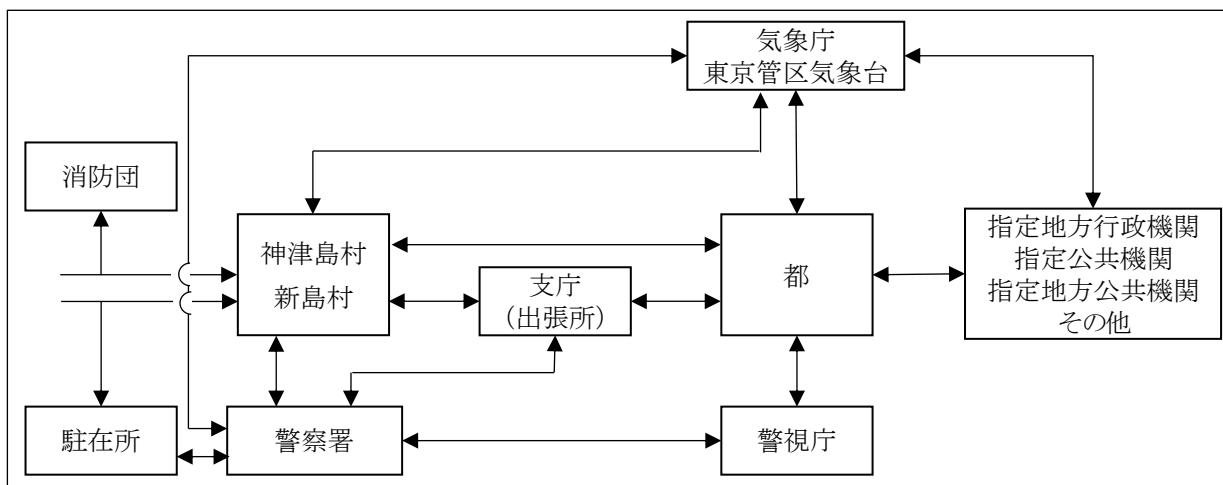 気象庁
東京管区気象台
消防団
神津島村
新島村
支庁
（出張所）
都
指定地方行政機関
指定公共機関
指定地方公共機関
その他
駐在所
警察署
警視庁